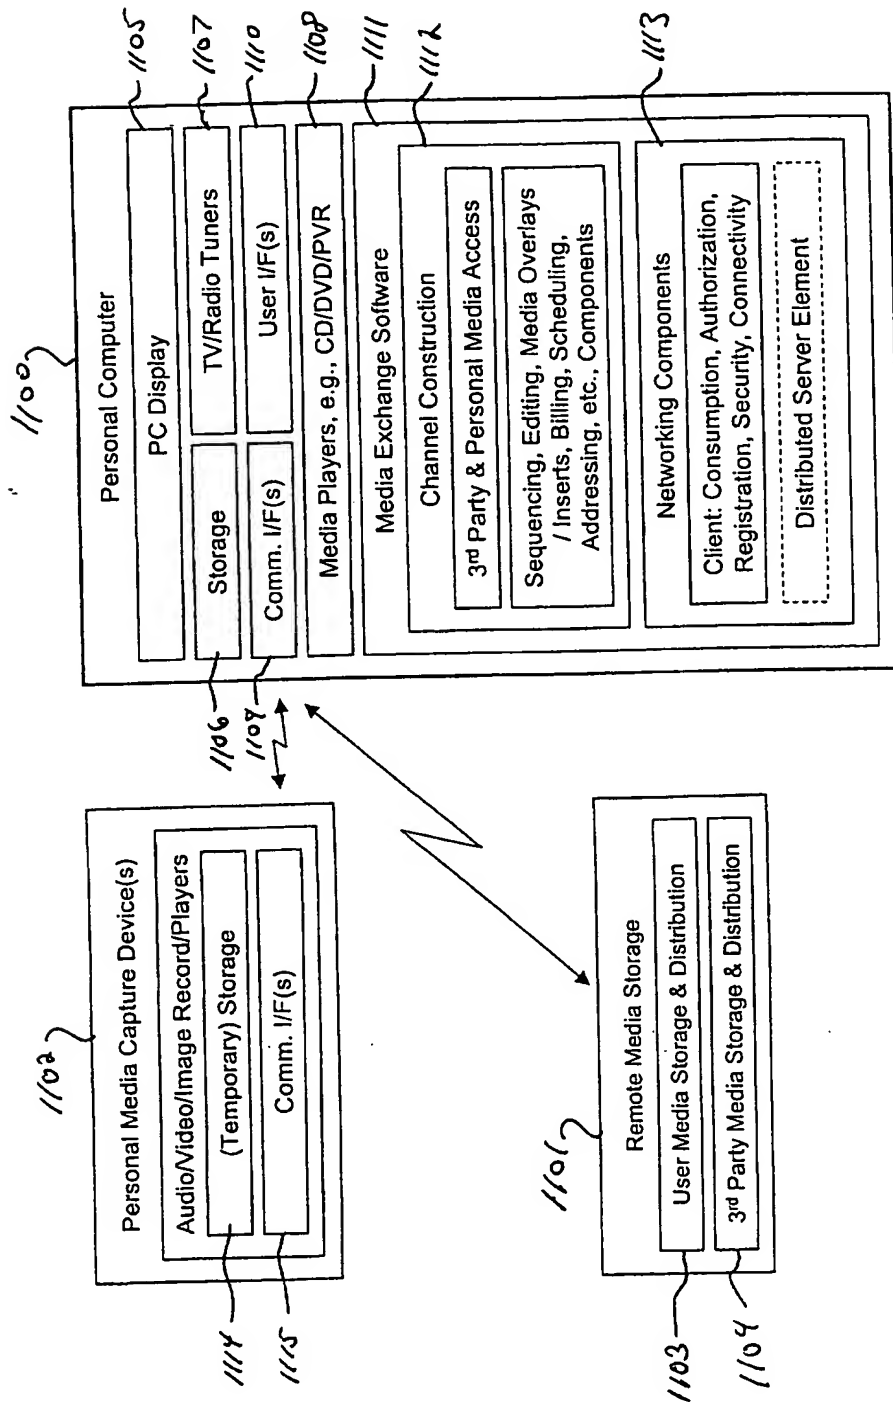 1100
Personal Computer
PC Display
1105
Storage
TV/Radio Tuners
1106
1107
Comm. I/F(s)
User I/F(s)
1109
1110
Media Players, e.g., CD/DVD/PVR
1108
Media Exchange Software
1111
Channel Construction
1112
3rd Party & Personal Media Access
Sequencing, Editing, Media Overlays
/ Inserts, Billing, Scheduling,
Addressing, etc., Components
Networking Components
1113
Client: Consumption, Authorization,
Registration, Security, Connectivity
Distributed Server Element
1102
Personal Media Capture Device(s)
Audio/Video/Image Record/Players
(Temporary) Storage
1114
Comm. I/F(s)
1115
1101
Remote Media Storage
User Media Storage & Distribution
1103
3rd Party Media Storage & Distribution
1104